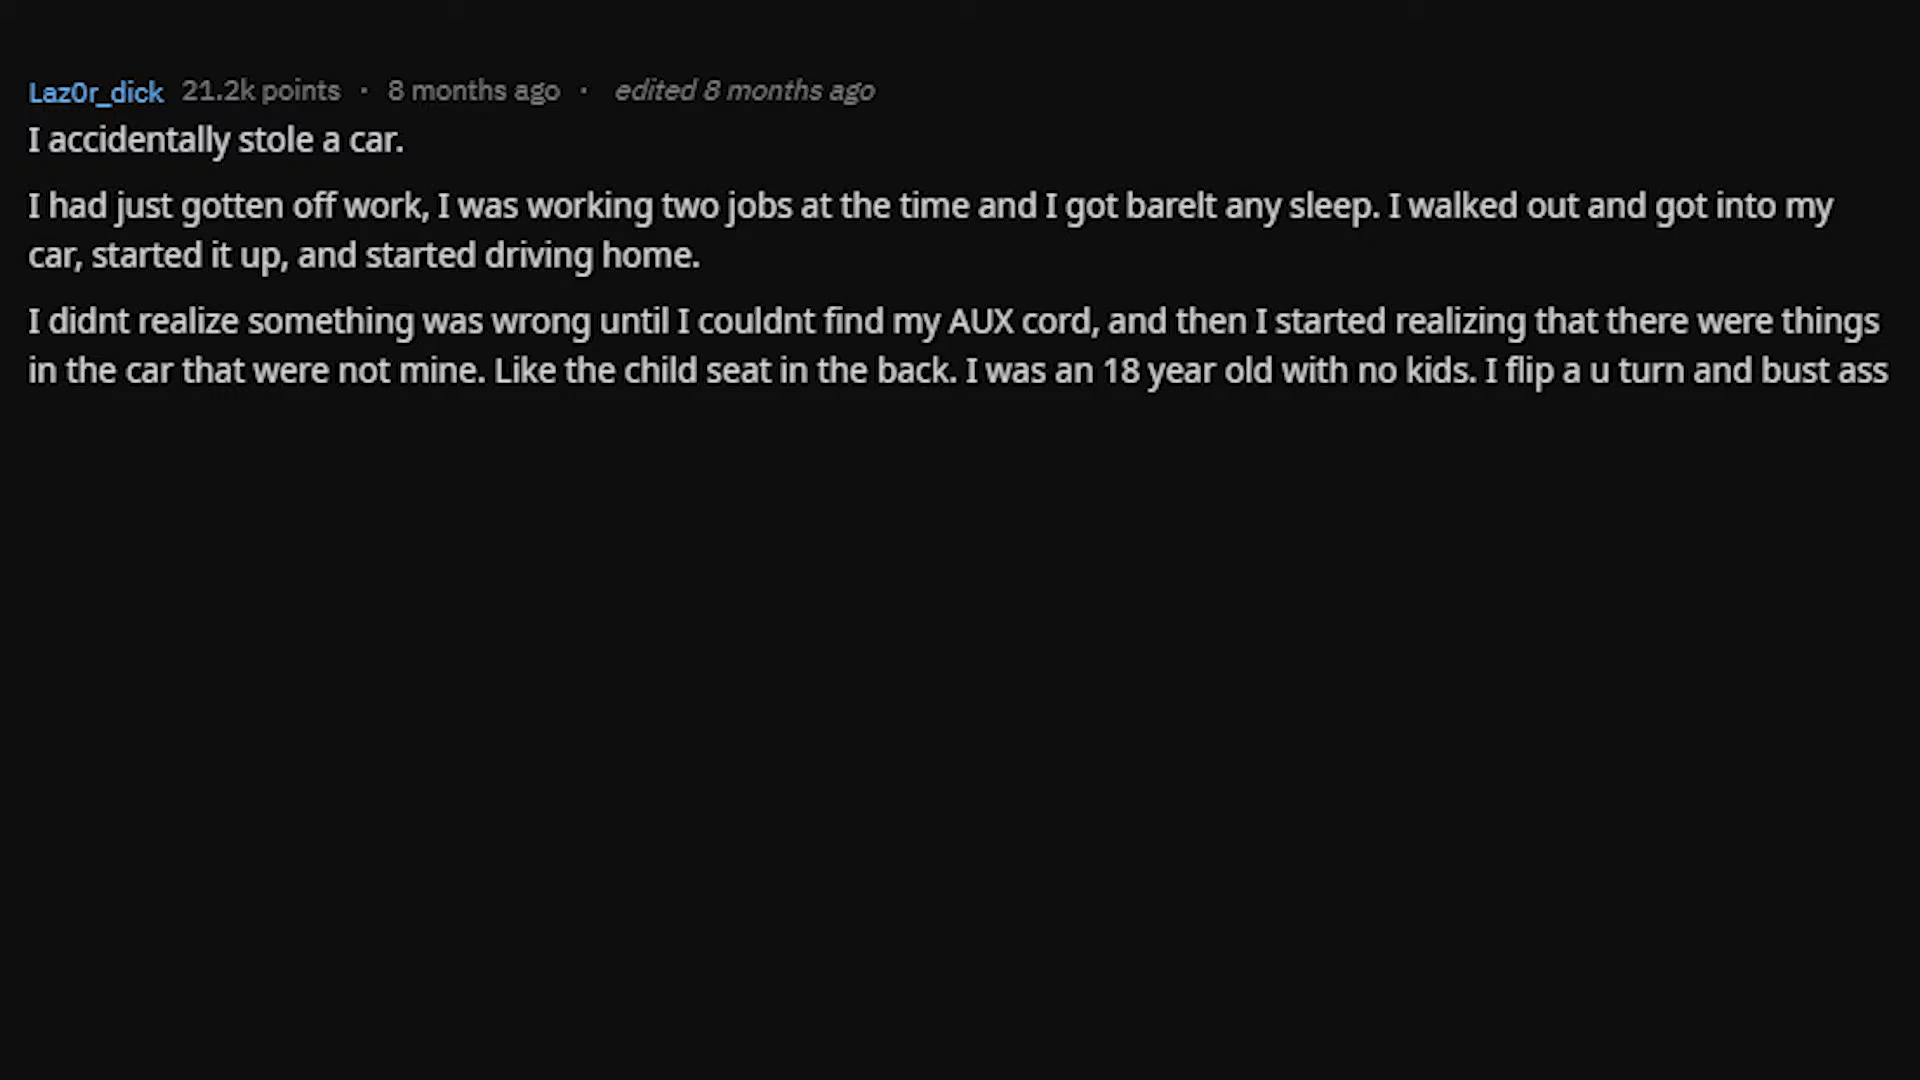 Laz0r_dick 21.2k points · 8 months ago · edited 8 months ago
I accidentally stole a car.
I had just gotten off work, I was working two jobs at the time and I got barelt any sleep. I walked out and got into my
car, started it up, and started driving home.
I didnt realize something was wrong until I couldnt find my AUX cord, and then I started realizing that there were things
in the car that were not mine. Like the child seat in the back. I was an 18 year old with no kids. I flip a u turn and bust ass